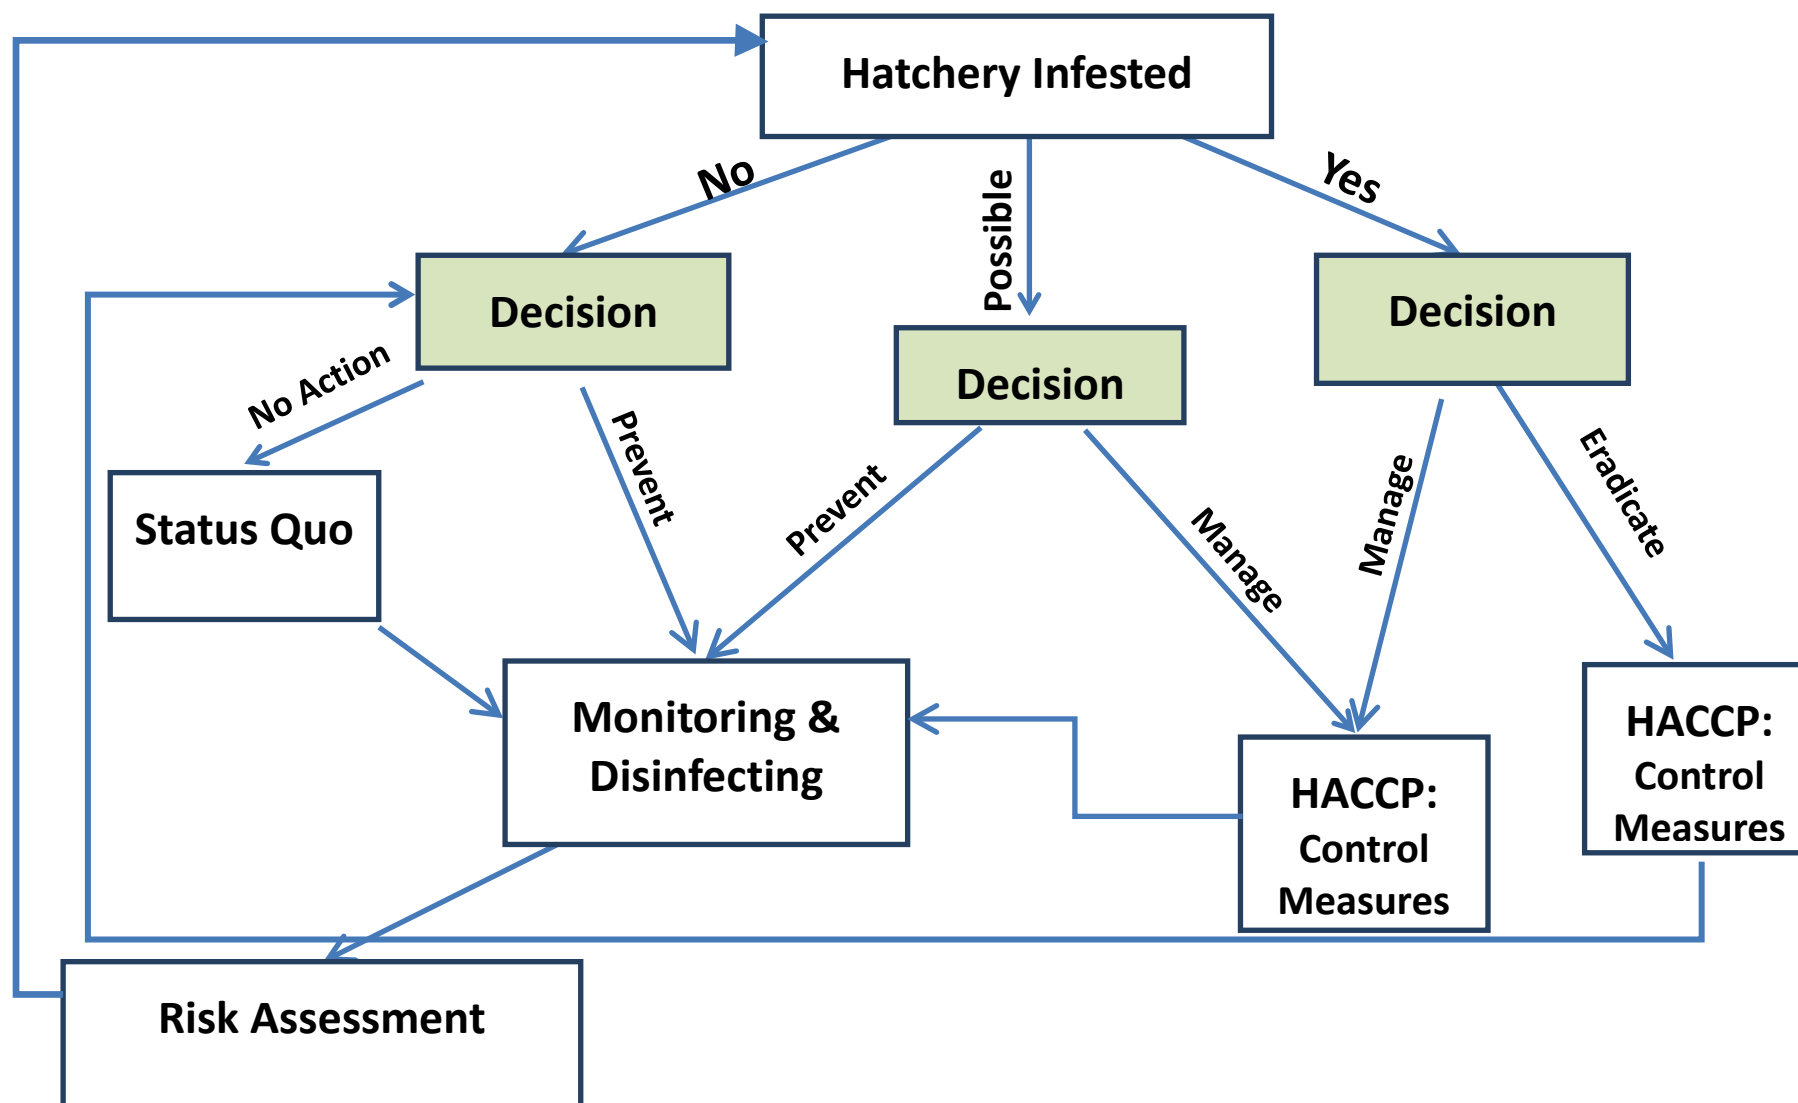 Hatchery Infested
No
Possible
Yes
Decision
Decision
Decision
No Action
Prevent
Prevent
Manage
Manage
Eradicate
Status Quo
Monitoring &
Disinfecting
HACCP:
Control
Measures
HACCP:
Control
Measures
Risk Assessment